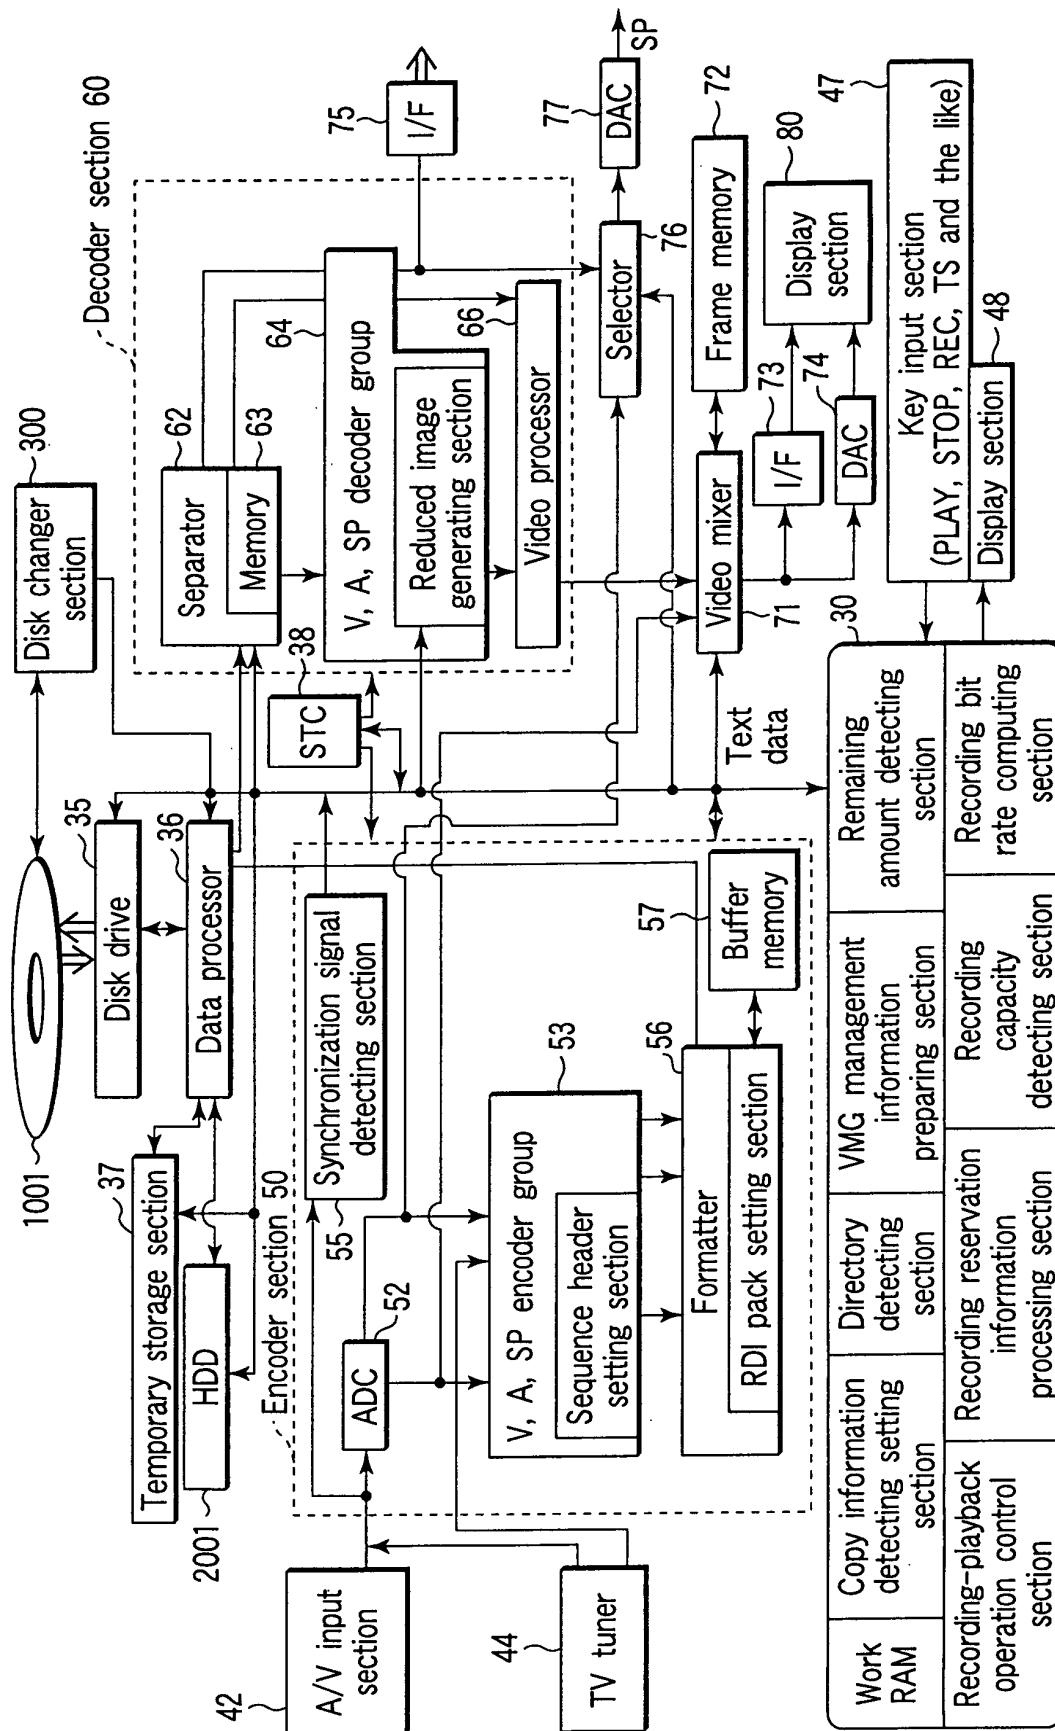 1001
300
Disk changer
section
35
Disk drive
36
Data processor
37
Temporary storage section
HDD
2001
Decoder section 60
62
Separator
63
Memory
64
V, A, SP decoder group
Reduced image
generating section
66
Video processor
75
I/F
38
STC
77
DAC
SP
76
Selector
72
Frame memory
Video mixer
71
73
I/F
74
DAC
80
Display
section
Text
data
42
A/V input
section
44
TV tuner
Encoder section 50
Synchronization signal
detecting section
55
52
ADC
53
V, A, SP encoder group
Sequence header
setting section
56
Formatter
RDI pack setting section
57
Buffer
memory
47
Key input section
(PLAY, STOP, REC, TS and the like)
48
Display section
30
Work
RAM
Copy information
detecting setting
section
Directory
detecting
section
VMG management
information
preparing section
Remaining
amount detecting
section
Recording-playback
operation control
section
Recording reservation
information
processing section
Recording
capacity
detecting section
Recording bit
rate computing
section